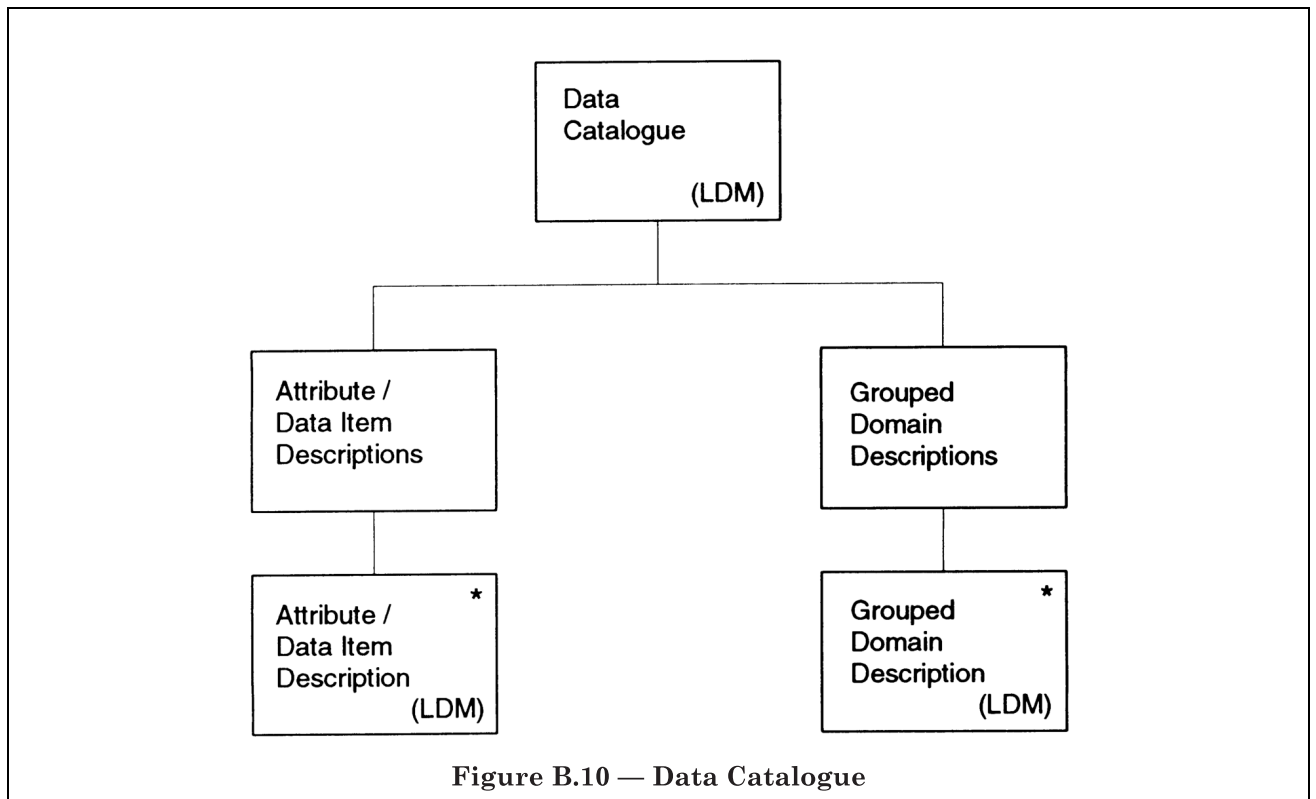 Data
Catalogue
(LDM)
Attribute /
Data Item
Descriptions
Grouped
Domain
Descriptions
*
Attribute /
Data Item
Description
(LDM)
*
Grouped
Domain
Description
(LDM)
Figure B.10 — Data Catalogue